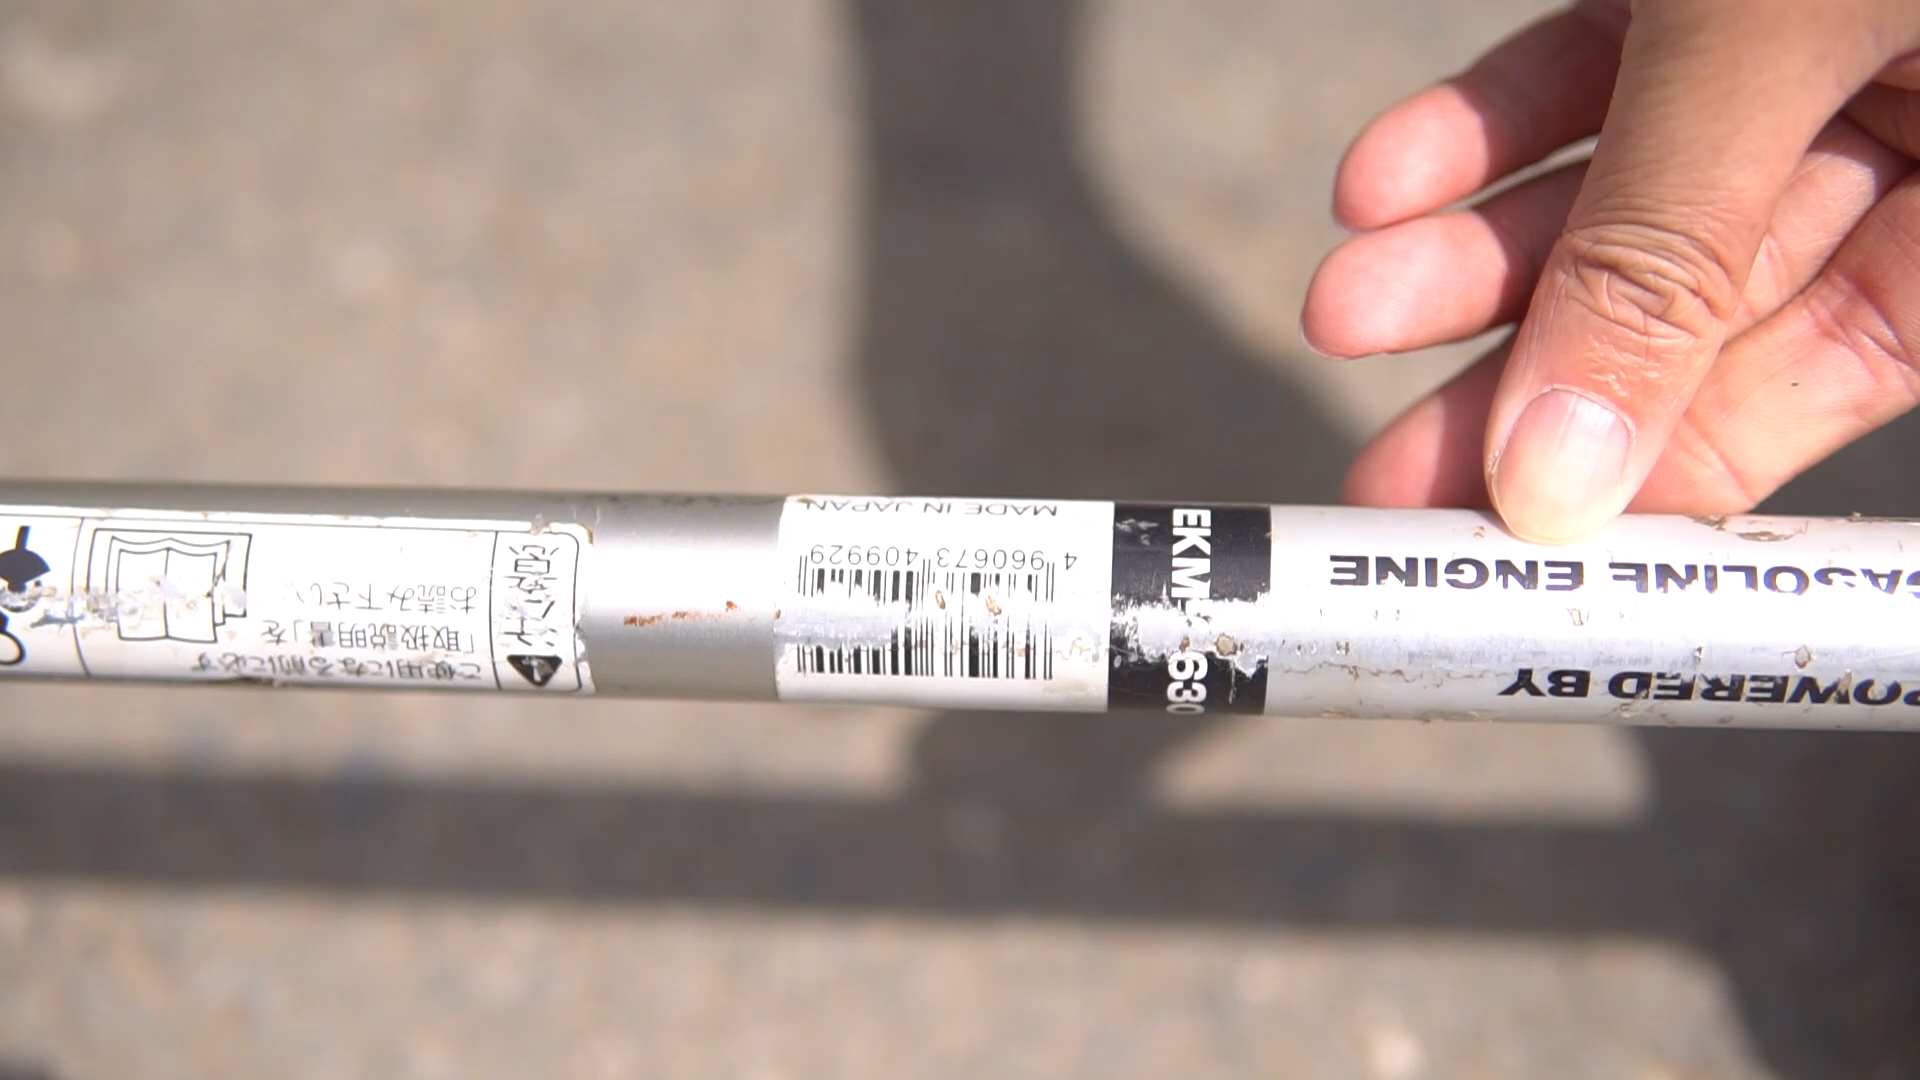 POWERED BY
GASOLINE ENGINE
EKM
630
4 960673 409929
MADE IN JAPAN
ご使用になる前に必ず
「取扱説明書」を
お読み下さい